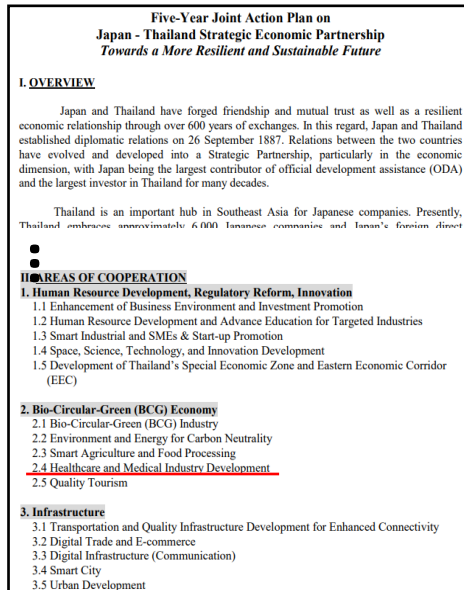 Five-Year Joint Action Plan on
Japan - Thailand Strategic Economic Partnership
Towards a More Resilient and Sustainable Future
I. OVERVIEW
Japan and Thailand have forged friendship and mutual trust as well as a resilient
economic relationship through over 600 years of exchanges. In this regard, Japan and Thailand
established diplomatic relations on 26 September 1887. Relations between the two countries
have evolved and developed into a Strategic Partnership, particularly in the economic
dimension, with Japan being the largest contributor of official development assistance (ODA)
and the largest investor in Thailand for many decades.
Thailand is an important hub in Southeast Asia for Japanese companies. Presently,
Thailand embraces approximately 6,000 Japanese companies and Japan's foreign direct
II. AREAS OF COOPERATION
1. Human Resource Development, Regulatory Reform, Innovation
1.1 Enhancement of Business Environment and Investment Promotion
1.2 Human Resource Development and Advance Education for Targeted Industries
1.3 Smart Industrial and SMEs & Start-up Promotion
1.4 Space, Science, Technology, and Innovation Development
1.5 Development of Thailand's Special Economic Zone and Eastern Economic Corridor
(EEC)
2. Bio-Circular-Green (BCG) Economy
2.1 Bio-Circular-Green (BCG) Industry
2.2 Environment and Energy for Carbon Neutrality
2.3 Smart Agriculture and Food Processing
2.4 Healthcare and Medical Industry Development
2.5 Quality Tourism
3. Infrastructure
3.1 Transportation and Quality Infrastructure Development for Enhanced Connectivity
3.2 Digital Trade and E-commerce
3.3 Digital Infrastructure (Communication)
3.4 Smart City
3.5 Urban Development